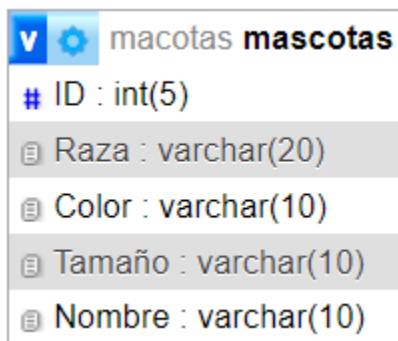 v macotas mascotas
# ID : int(5)
Raza : varchar(20)
Color : varchar(10)
Tamaño : varchar(10)
Nombre : varchar(10)